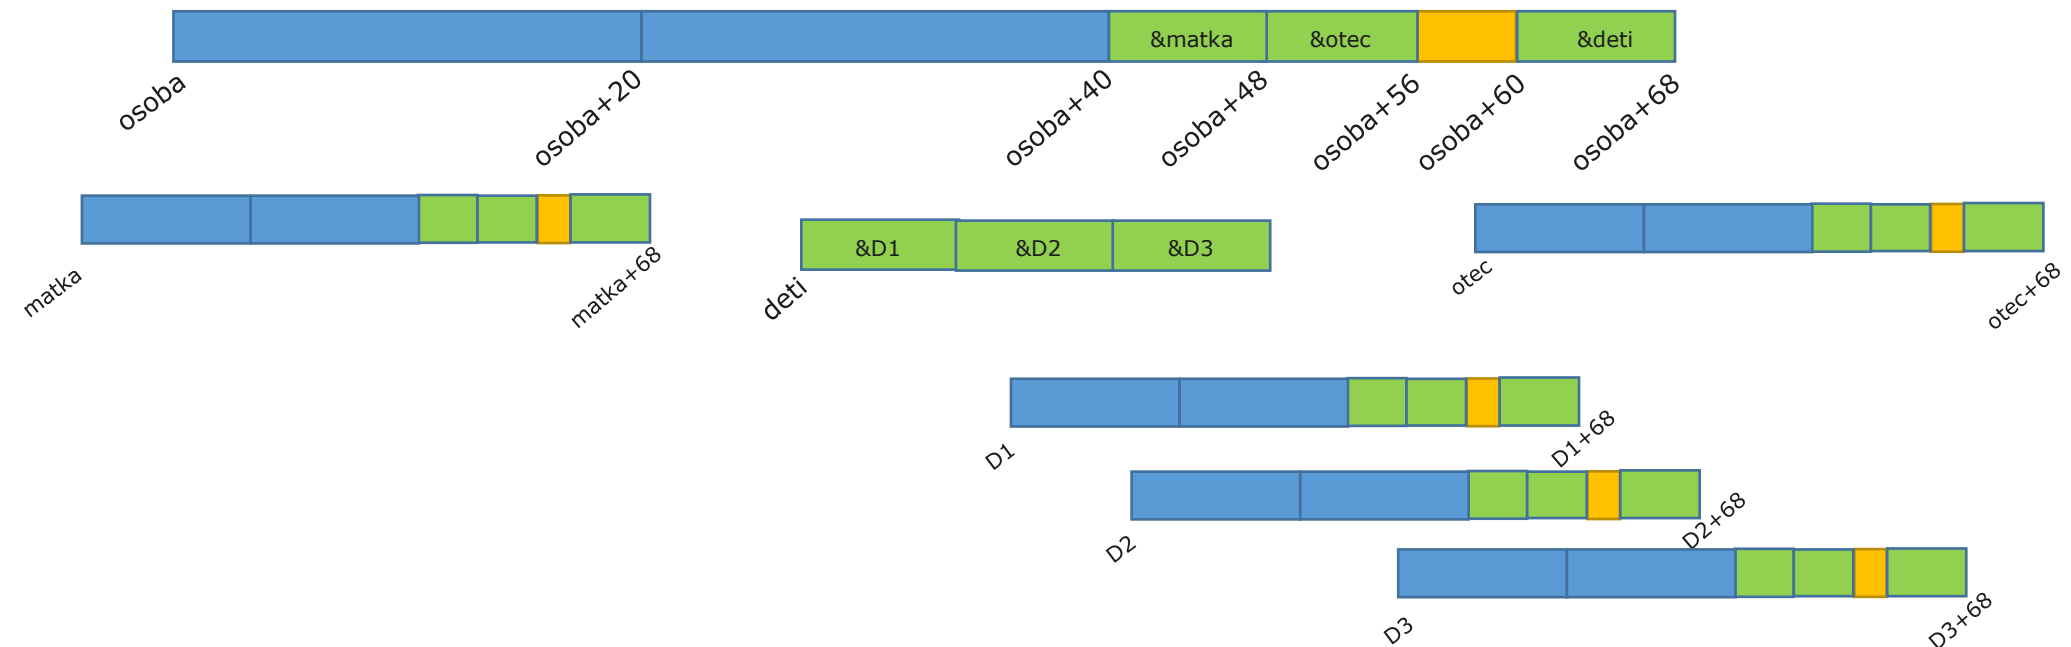 &matka &otec &deti
osoba osoba+20 osoba+40 osoba+48 osoba+56 osoba+60 osoba+68
matka matka+68
&D1 &D2 &D3
deti
otec otec+68
D1 D1+68
D2 D2+68
D3 D3+68